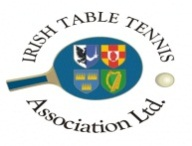 IRISH TABLE TENNIS
Association Ltd.